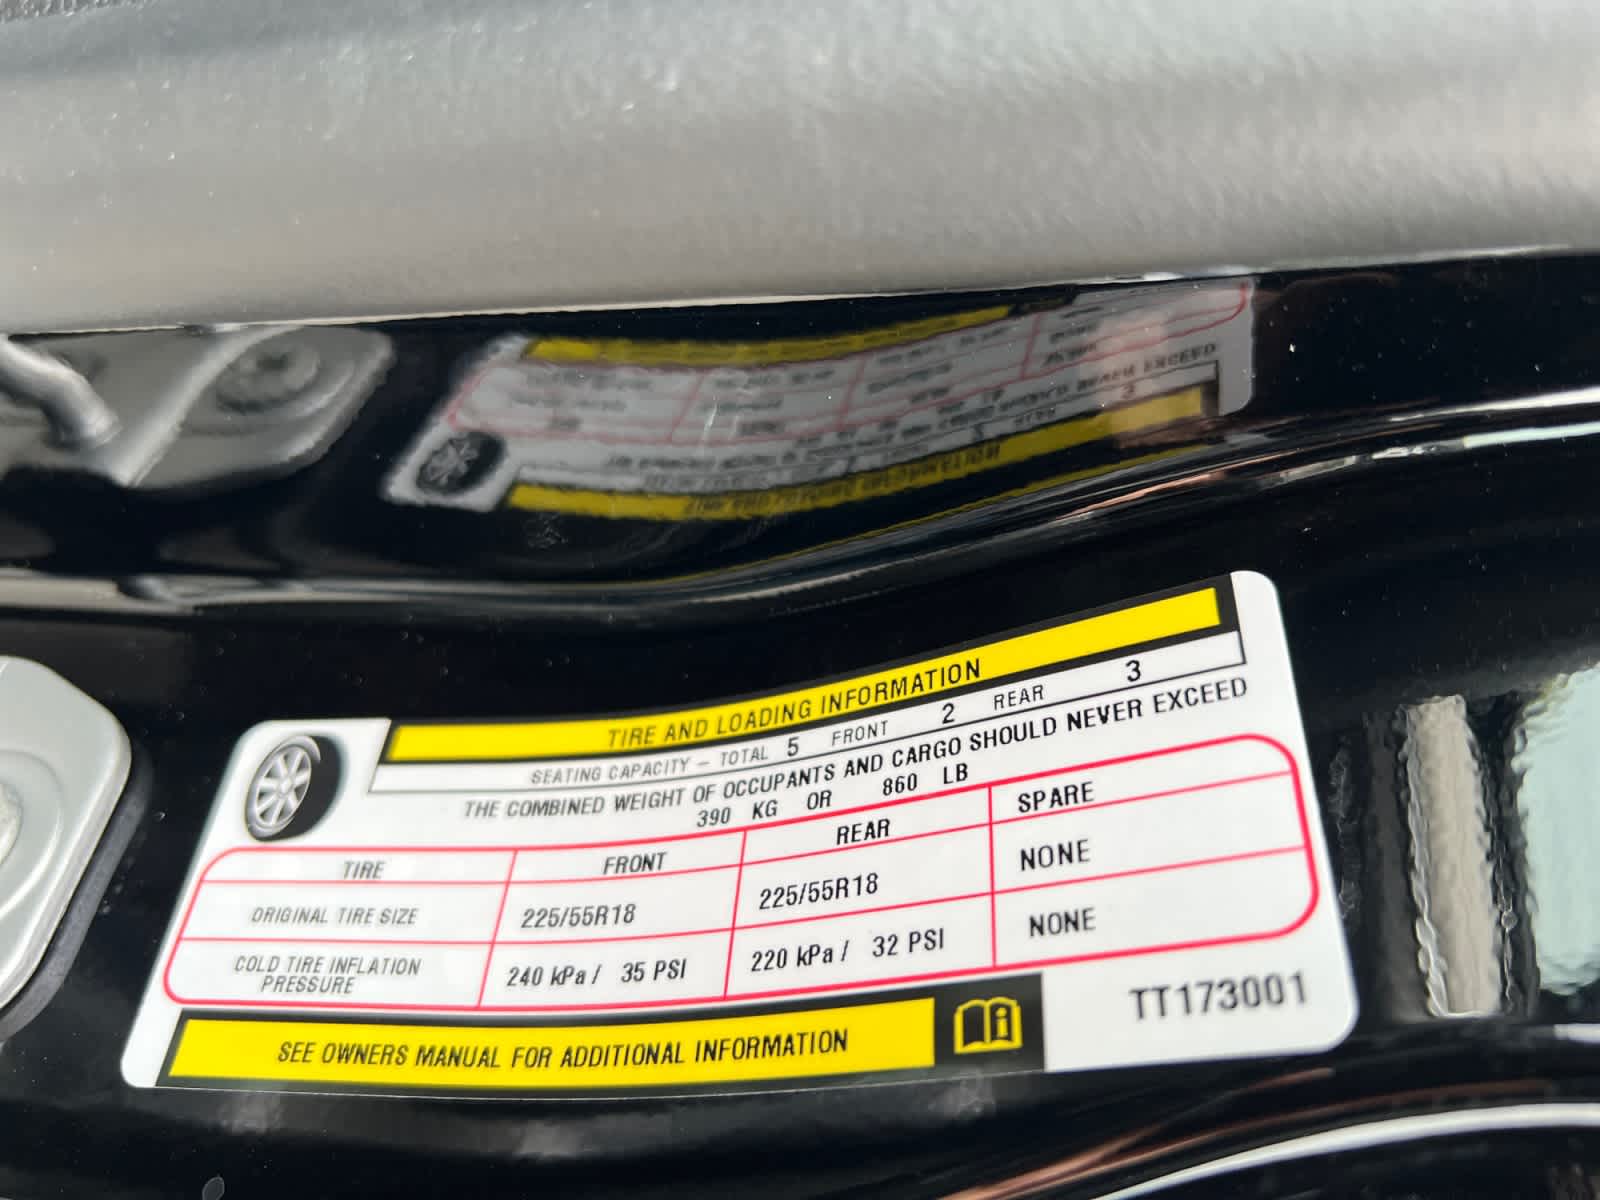 TIRE AND LOADING INFORMATION
SEATING CAPACITY – TOTAL 5 FRONT 2 REAR 3
THE COMBINED WEIGHT OF OCCUPANTS AND CARGO SHOULD NEVER EXCEED
390 KG OR 860 LB
TIRE FRONT REAR SPARE
ORIGINAL TIRE SIZE 225/55R18 225/55R18 NONE
COLD TIRE INFLATION
PRESSURE 240 kPa / 35 PSI 220 kPa / 32 PSI NONE
SEE OWNERS MANUAL FOR ADDITIONAL INFORMATION
TT173001